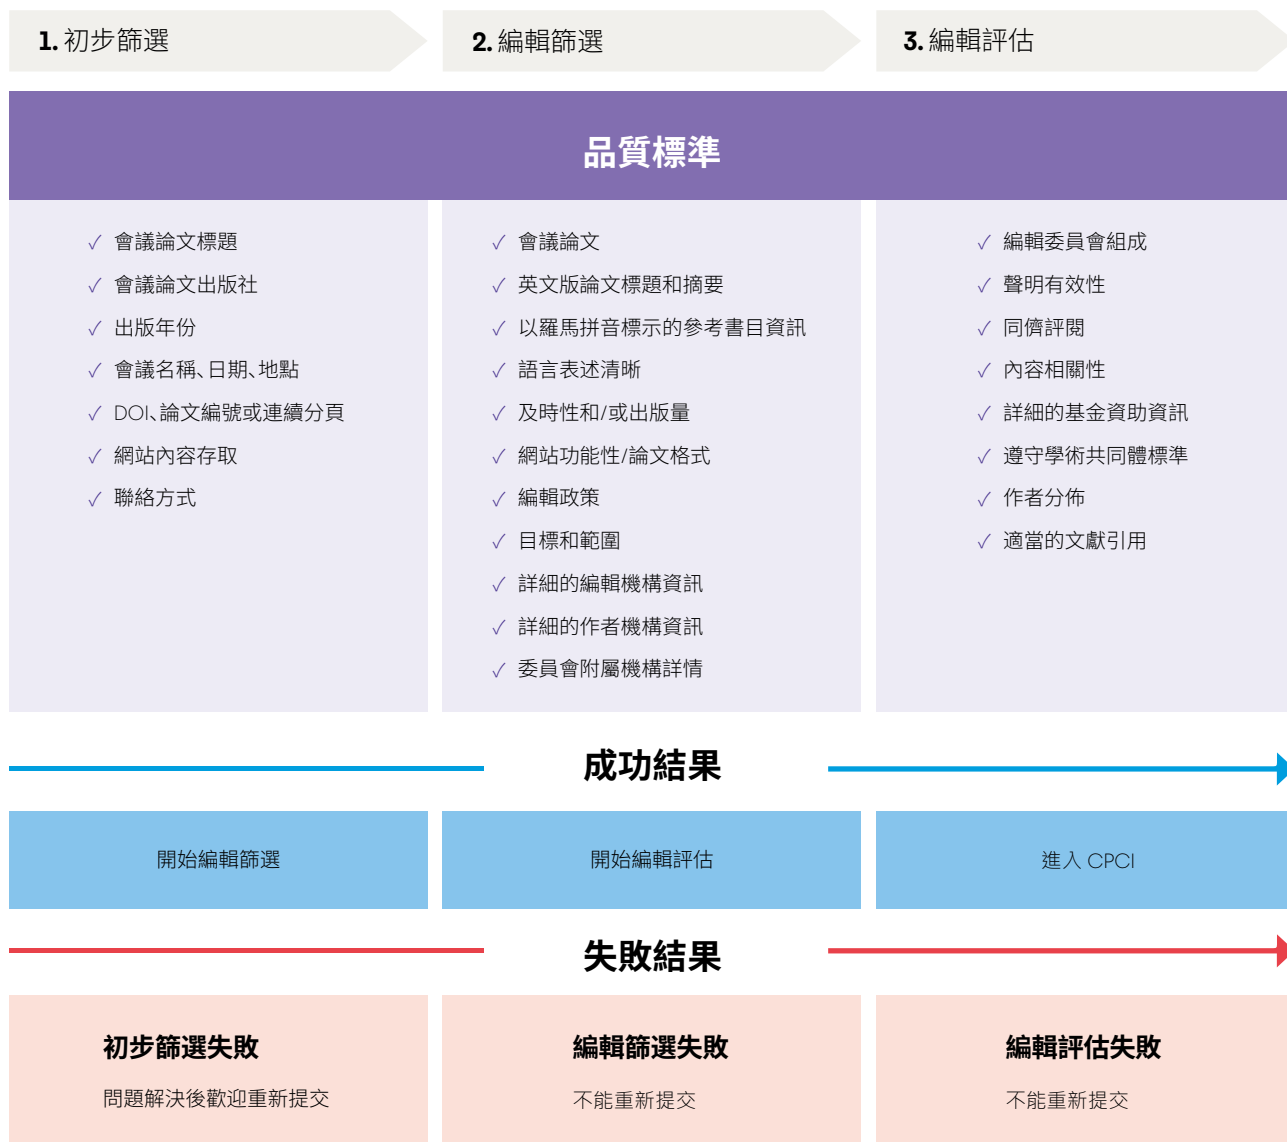 1. 初步篩選
2. 編輯篩選
3. 編輯評估
品質標準
✓ 會議論文標題
✓ 會議論文出版社
✓ 出版年份
✓ 會議名稱、日期、地點
✓ DOI、論文編號或連續分頁
✓ 網站內容存取
✓ 聯絡方式
✓ 會議論文
✓ 英文版論文標題和摘要
✓ 以羅馬拼音標示的參考書目資訊
✓ 語言表述清晰
✓ 及時性和/或出版量
✓ 網站功能性/論文格式
✓ 編輯政策
✓ 目標和範圍
✓ 詳細的編輯機構資訊
✓ 詳細的作者機構資訊
✓ 委員會附屬機構詳情
✓ 編輯委員會組成
✓ 聲明有效性
✓ 同儕評閱
✓ 內容相關性
✓ 詳細的基金資助資訊
✓ 遵守學術共同體標準
✓ 作者分佈
✓ 適當的文獻引用
成功結果
開始編輯篩選
開始編輯評估
進入 CPCI
失敗結果
初步篩選失敗
問題解決後歡迎重新提交
編輯篩選失敗
不能重新提交
編輯評估失敗
不能重新提交